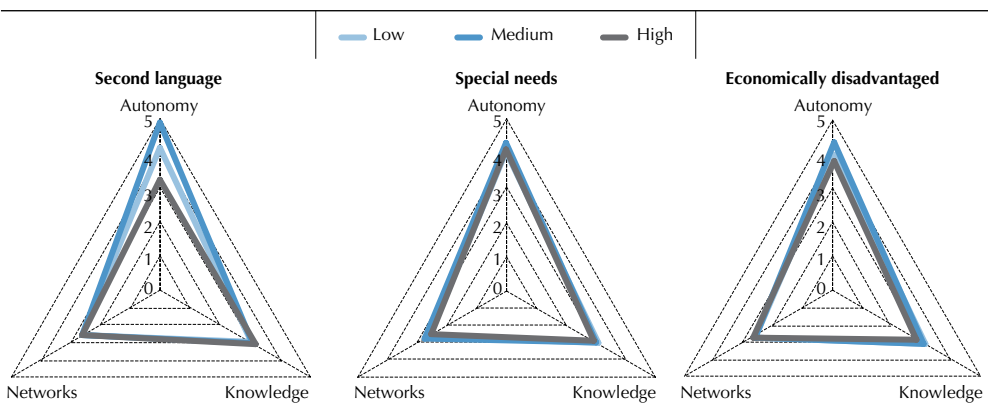 Low Medium High
Second language Special needs Economically disadvantaged
Autonomy Autonomy Autonomy
5 5 5
4 4 4
3 3 3
2 2 2
1 1 1
0 0 0
Networks Knowledge Networks Knowledge Networks Knowledge